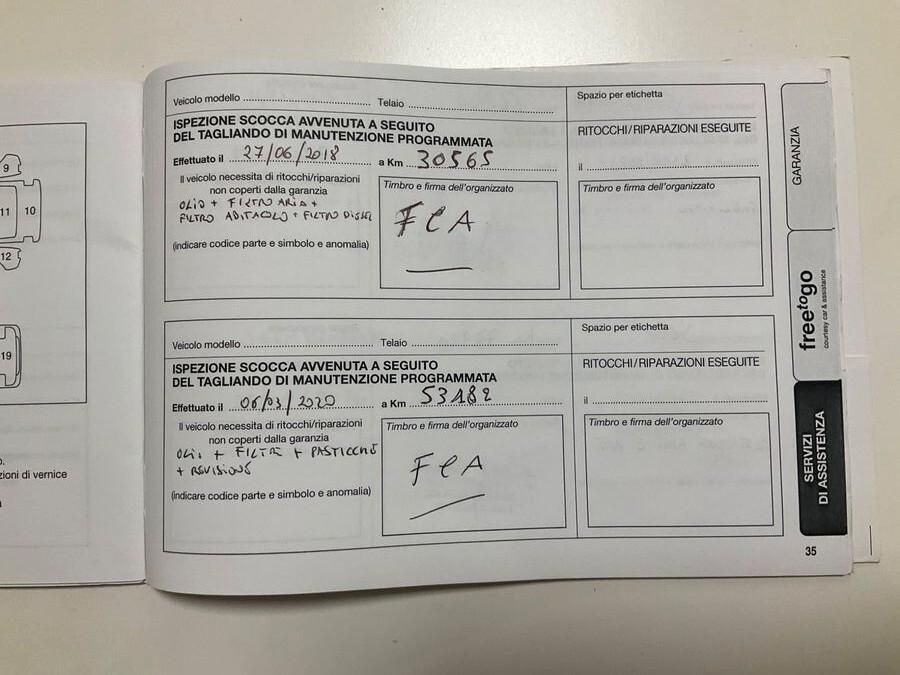 9
11
10
12
19
zioni di vernice
Veicolo modello ........ Telaio ........
ISPEZIONE SCOCCA AVVENUTA A SEGUITO
DEL TAGLIANDO DI MANUTENZIONE PROGRAMMATA
Effettuato il 27/06/2018 a Km 30565
Il veicolo necessita di ritocchi/riparazioni
non coperti dalla garanzia
OLIO + FILTRO ARIA +
FILTRO ABITACOLO + FILTRO DIESEL
(indicare codice parte e simbolo e anomalia)
Timbro e firma dell'organizzato
FCA
Spazio per etichetta
RITOCCHI/RIPARAZIONI ESEGUITE
il ........
Timbro e firma dell'organizzato
Veicolo modello ........ Telaio ........
ISPEZIONE SCOCCA AVVENUTA A SEGUITO
DEL TAGLIANDO DI MANUTENZIONE PROGRAMMATA
Effettuato il 06/03/2020 a Km 53182
Il veicolo necessita di ritocchi/riparazioni
non coperti dalla garanzia
OLIO + FILTRI + PASTICCHE
+ REVISIONE
(indicare codice parte e simbolo e anomalia)
Timbro e firma dell'organizzato
FCA
Spazio per etichetta
RITOCCHI/RIPARAZIONI ESEGUITE
il ........
Timbro e firma dell'organizzato
GARANZIA
freetogo
courtesy car & assistance
SERVIZI
DI ASSISTENZA
35